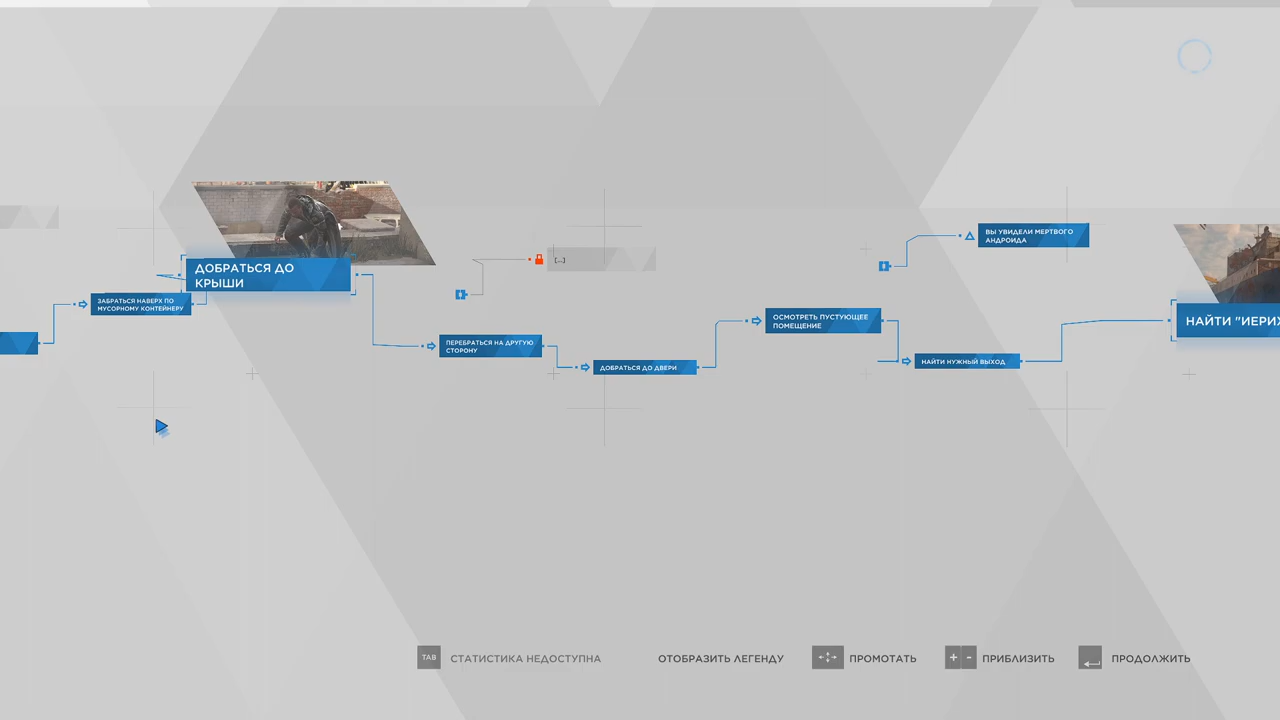 ДОБРАТЬСЯ ДО
КРЫШИ
ЗАБРАТЬСЯ НАВЕРХ ПО
МУСОРНОМУ КОНТЕЙНЕРУ
ПЕРЕБРАТЬСЯ НА ДРУГУЮ
СТОРОНУ
[...]
ДОБРАТЬСЯ ДО ДВЕРИ
ОСМОТРЕТЬ ПУСТУЮЩЕЕ
ПОМЕЩЕНИЕ
ВЫ УВИДЕЛИ МЕРТВОГО
АНДРОИДА
НАЙТИ НУЖНЫЙ ВЫХОД
НАЙТИ "ИЕРИХ
TAB СТАТИСТИКА НЕДОСТУПНА ОТОБРАЗИТЬ ЛЕГЕНДУ ПРОМОТАТЬ + - ПРИБЛИЗИТЬ ПРОДОЛЖИТЬ